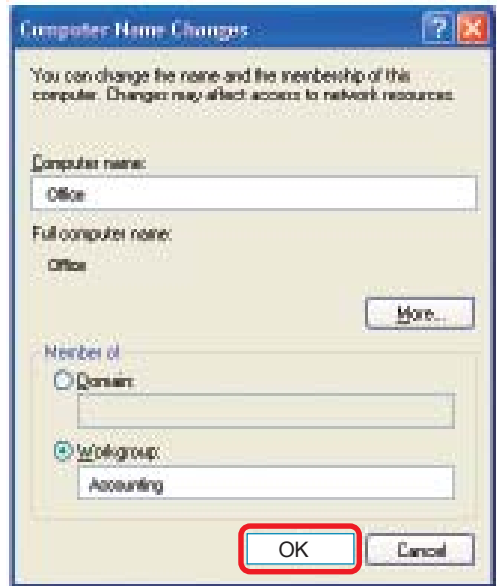 Computer Name Changes
You can change the name and the membership of this
computer. Changes may affect access to network resources.
Computer name:
Office
Full computer name:
Office
More...
Member of
Domain:
Workgroup:
Accounting
OK
Cancel